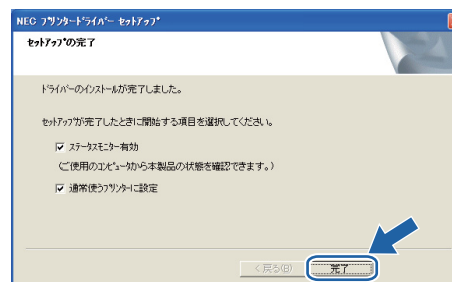 NEC プリンタードライバー セットアップ
セットアップの完了
ドライバーのインストールが完了しました。
セットアップが完了したときに開始する項目を選択してください。
ステータスモニター有効
（ご使用のコンピュータから本製品の状態を確認できます。）
通常使うプリンターに設定
< 戻る(B)
完了